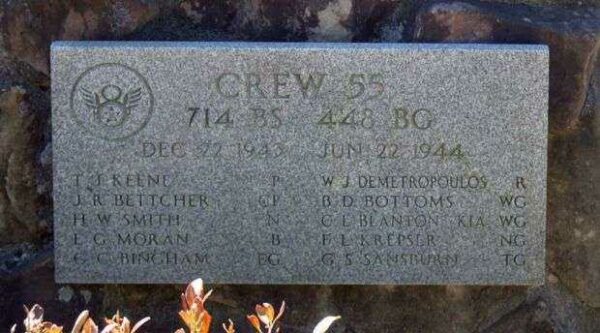 CREW 55
714 BS 448 BG
DEC 22 1943 JUN 22 1944
T J KEENE P W J DEMETROPOULOS R
J R BETTCHER CP B D BOTTOMS WG
H W SMITH N C L BLANTON KIA WG
E G MORAN B F L KREPSER NG
C C BINGHAM EG G S SANSBURN TG